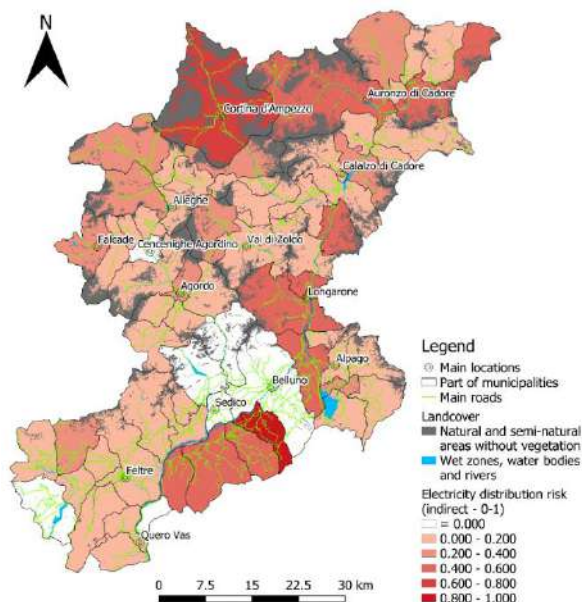 N
Cortina d'Ampezzo
Auronzo di Cadore
Calalzo di Cadore
Alleghe
Falcade
Cencenighe Agordino
Val di Zoldo
Agordo
Longarone
Alpago
Belluno
Sedico
Feltre
Quero Vas
0 7.5 15 22.5 30 km
Legend
Main locations
Part of municipalities
Main roads
Landcover
Natural and semi-natural
areas without vegetation
Wet zones, water bodies
and rivers
Electricity distribution risk
(indirect - 0-1)
= 0.000
0.000 - 0.200
0.200 - 0.400
0.400 - 0.600
0.600 - 0.800
0.800 - 1.000